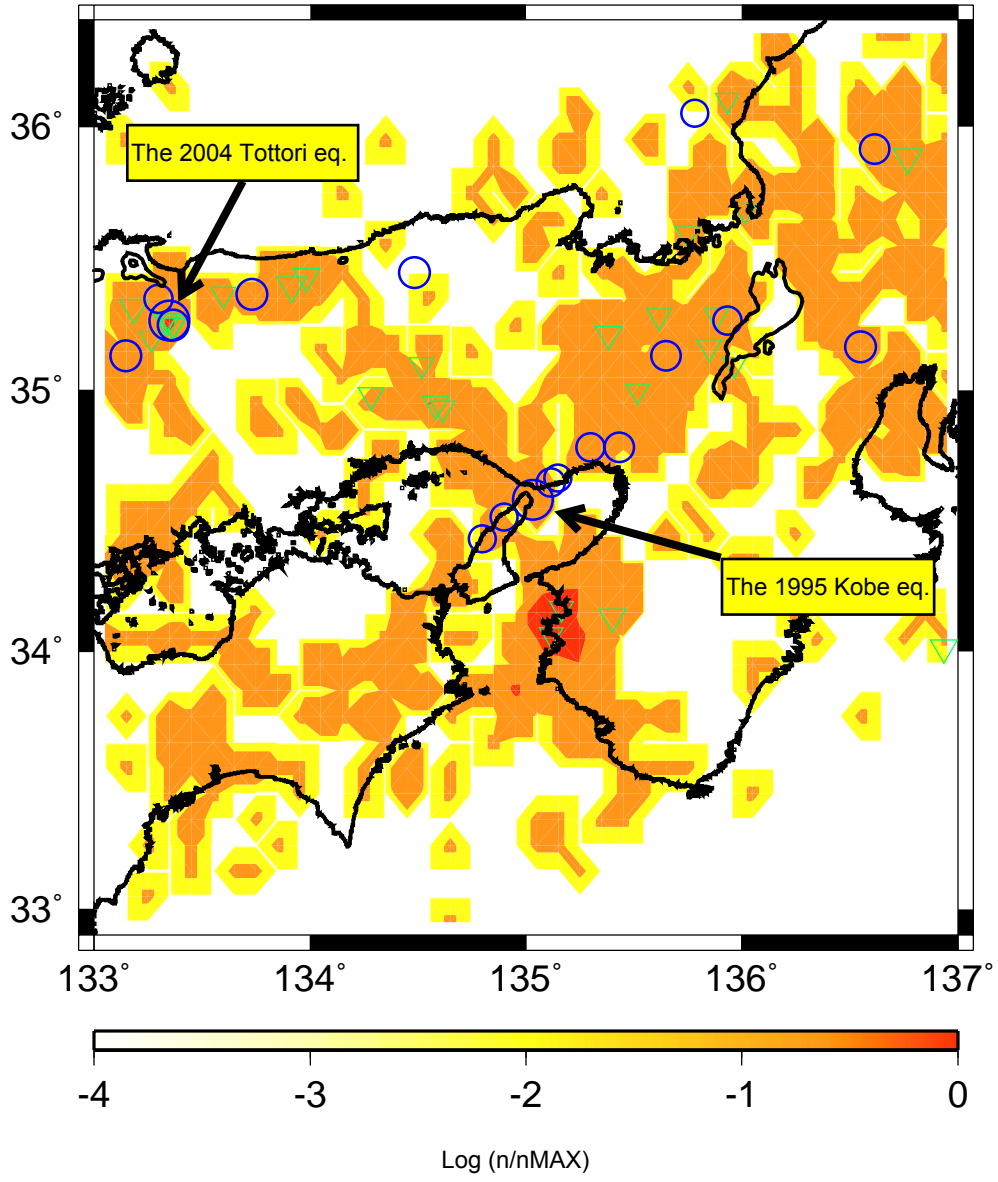 36˚
The 2004 Tottori eq.
35˚
The 1995 Kobe eq.
34˚
33˚
133˚ 134˚ 135˚ 136˚ 137˚
-4 -3 -2 -1 0
Log (n/nMAX)